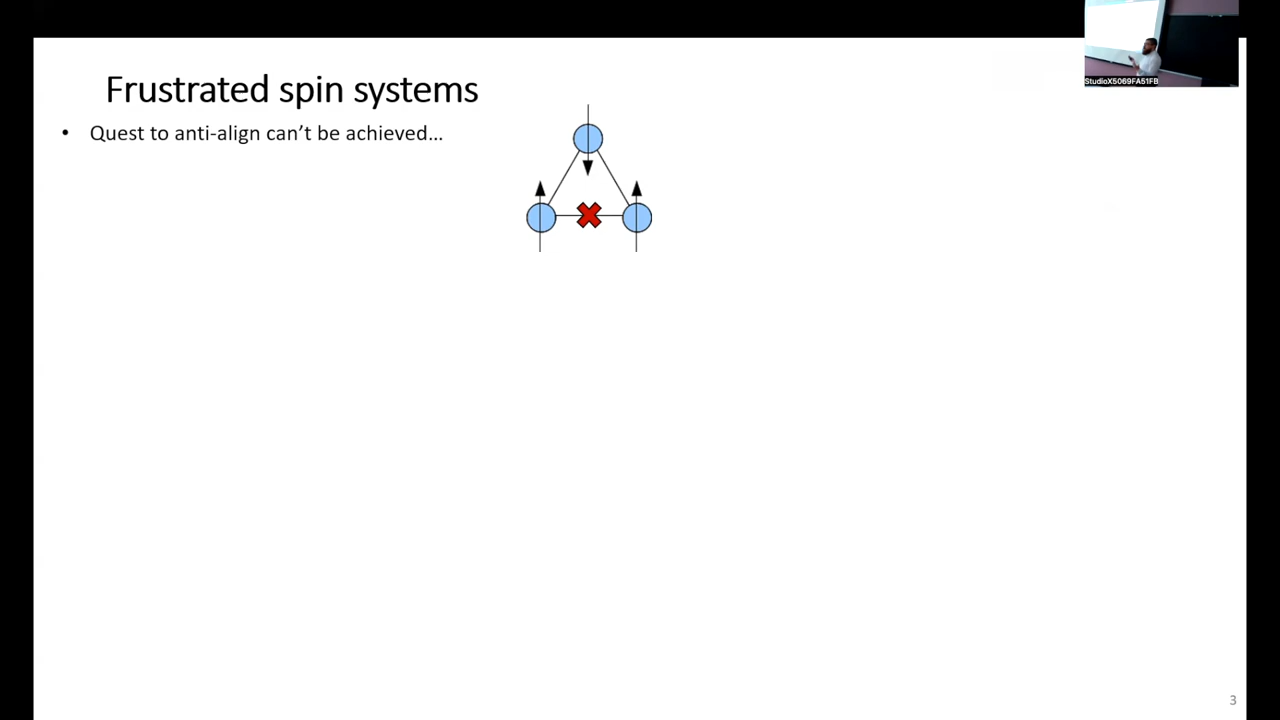 StudioX5069FA51FB
Frustrated spin systems
• Quest to anti-align can’t be achieved…
3